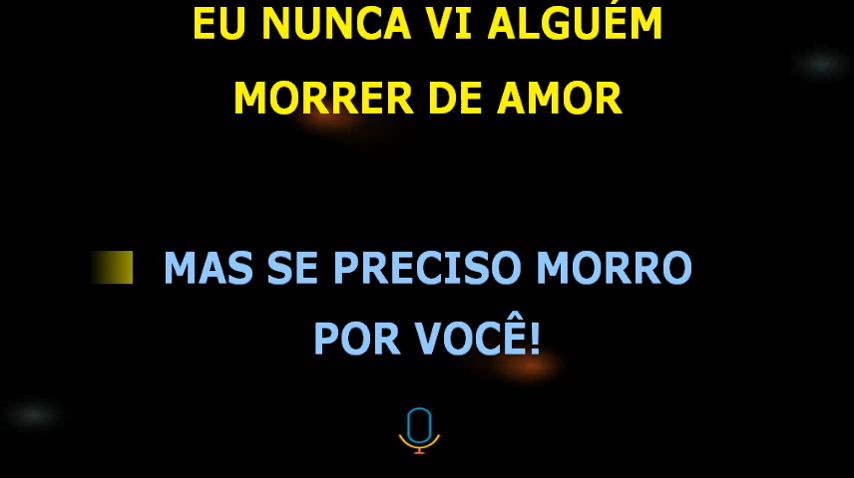 EU NUNCA VI ALGUÉM
MORRER DE AMOR
MAS SE PRECISO MORRO
POR VOCÊ!